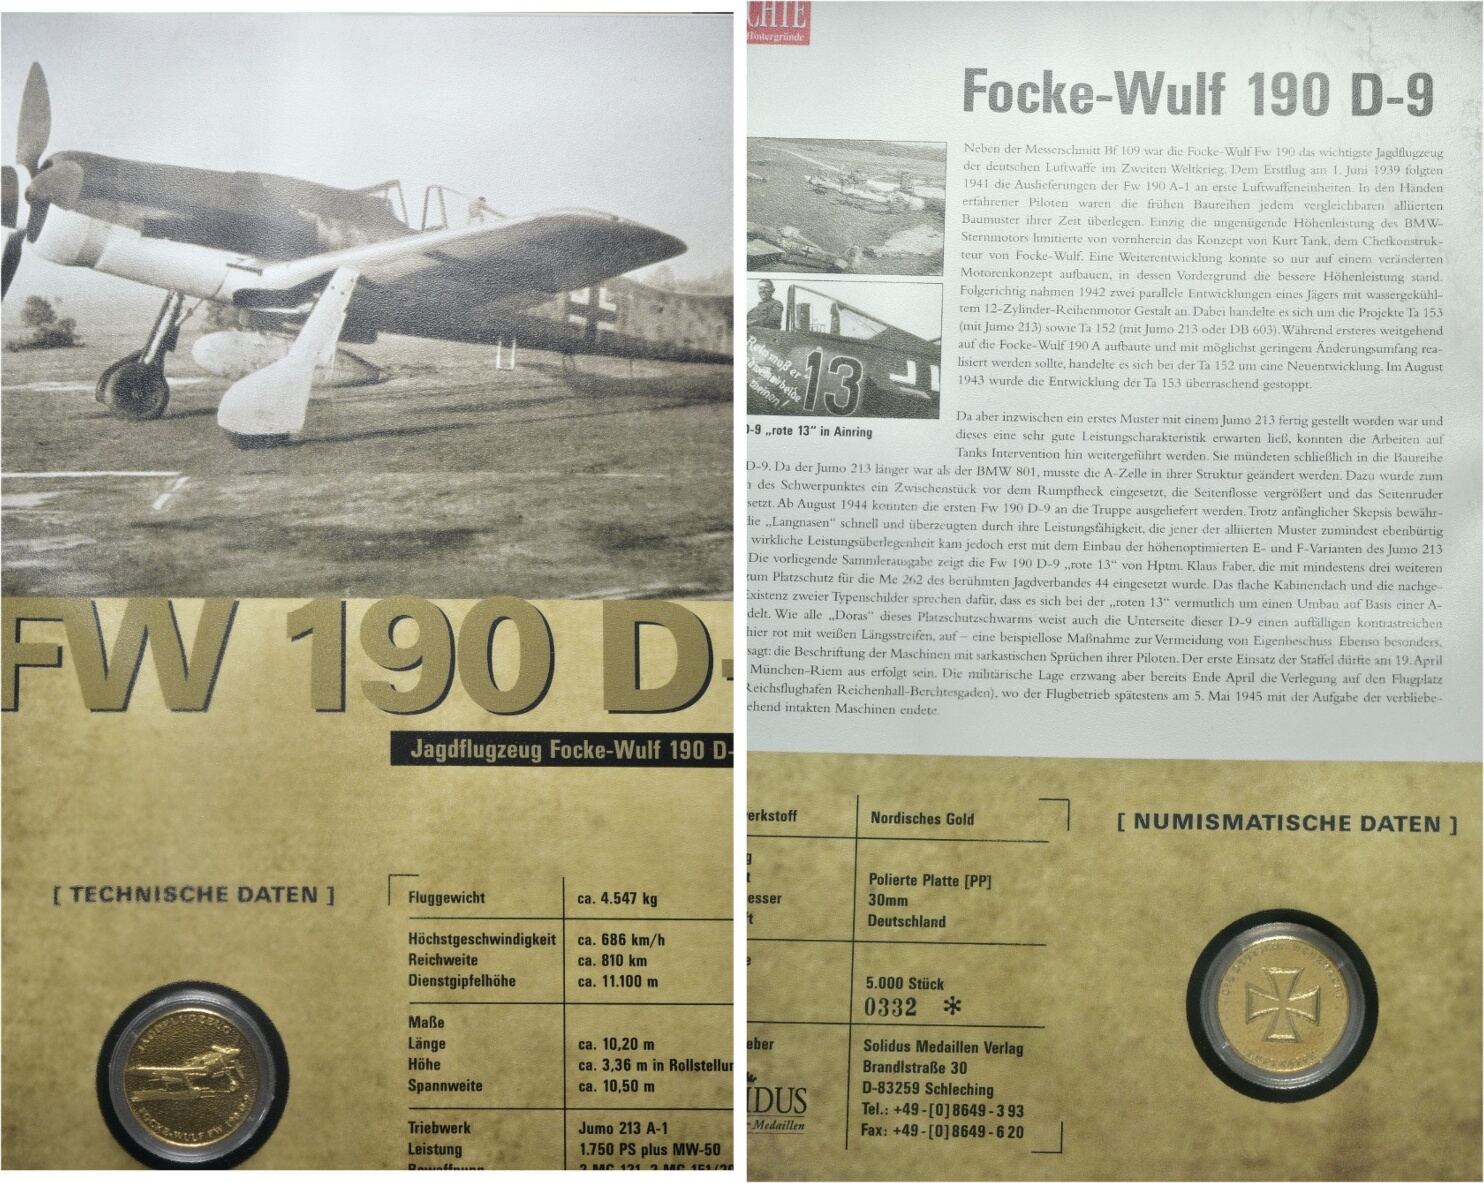 FW 190 D-
Jagdflugzeug Focke-Wulf 190 D-
[ TECHNISCHE DATEN ]
Fluggewicht ca. 4.547 kg
Höchstgeschwindigkeit ca. 686 km/h
Reichweite ca. 810 km
Dienstgipfelhöhe ca. 11.100 m
Maße
Länge ca. 10,20 m
Höhe ca. 3,36 m in Rollstellun
Spannweite ca. 10,50 m
Triebwerk Jumo 213 A-1
Leistung 1.750 PS plus MW-50
FOCKE-WULF FW 190
CHTE
Hintergründe
Focke-Wulf 190 D-9
Neben der Messerschmitt Bf 109 war die Focke-Wulf Fw 190 das wichtigste Jagdflugzeug
der deutschen Luftwaffe im Zweiten Weltkrieg. Dem Erstflug am 1. Juni 1939 folgten
1941 die Auslieferungen der Fw 190 A-1 an erste Luftwaffeneinheiten. In den Händen
erfahrener Piloten waren die frühen Baureihen jedem vergleichbaren alliierten
Baumuster ihrer Zeit überlegen. Einzig die ungenügende Höhenleistung des BMW-
Sternmotors limitierte von vornherein das Konzept von Kurt Tank, dem Chefkonstruk-
teur von Focke-Wulf. Eine Weiterentwicklung konnte so nur auf einem veränderten
Motorenkonzept aufbauen, in dessen Vordergrund die bessere Höhenleistung stand.
Folgerichtig nahmen 1942 zwei parallele Entwicklungen eines Jägers mit wassergekühl-
tem 12-Zylinder-Reihenmotor Gestalt an. Dabei handelte es sich um die Projekte Ta 153
(mit Jumo 213) sowie Ta 152 (mit Jumo 213 oder DB 603). Während ersteres weitgehend
auf die Focke-Wulf 190 A aufbaute und mit möglichst geringem Änderungsumfang rea-
lisiert werden sollte, handelte es sich bei der Ta 152 um eine Neuentwicklung. Im August
1943 wurde die Entwicklung der Ta 153 überraschend gestoppt.
13
D-9 „rote 13" in Ainring
Da aber inzwischen ein erstes Muster mit einem Jumo 213 fertig gestellt worden war und
dieses eine sehr gute Leistungscharakteristik erwarten ließ, konnten die Arbeiten auf
Tanks Intervention hin weitergeführt werden. Sie mündeten schließlich in die Baureihe
D-9. Da der Jumo 213 länger war als der BMW 801, musste die A-Zelle in ihrer Struktur geändert werden. Dazu wurde zum
des Schwerpunktes ein Zwischenstück vor dem Rumpfheck eingesetzt, die Seitenflosse vergrößert und das Seitenruder
setzt. Ab August 1944 konnten die ersten Fw 190 D-9 an die Truppe ausgeliefert werden. Trotz anfänglicher Skepsis bewähr-
die „Langnasen" schnell und überzeugten durch ihre Leistungsfähigkeit, die jener der alliierten Muster zumindest ebenbürtig
wirkliche Leistungsüberlegenheit kam jedoch erst mit dem Einbau der höhenoptimierten E- und F-Varianten des Jumo 213
Die vorliegende Sammlerausgabe zeigt die Fw 190 D-9 „rote 13" von Hptm. Klaus Faber, die mit mindestens drei weiteren
zum Platzschutz für die Me 262 des berühmten Jagdverbandes 44 eingesetzt wurde. Das flache Kabinendach und die nachge-
Existenz zweier Typenschilder sprechen dafür, dass es sich bei der „roten 13" vermutlich um einen Umbau auf Basis einer A-
delt. Wie alle „Doras" dieses Platzschutzschwarms weist auch die Unterseite dieser D-9 einen auffälligen kontrastreichen
hier rot mit weißen Längsstreifen, auf – eine beispiellose Maßnahme zur Vermeidung von Eigenbeschuss Ebenso besonders,
sagt: die Beschriftung der Maschinen mit sarkastischen Sprüchen ihrer Piloten. Der erste Einsatz der Staffel dürfte am 19. April
München-Riem aus erfolgt sein. Die militärische Lage erzwang aber bereits Ende April die Verlegung auf den Flugplatz
Reichsflughafen Reichenhall-Berchtesgaden), wo der Flugbetrieb spätestens am 5. Mai 1945 mit der Aufgabe der verbliebe-
ehend intakten Maschinen endete.
erkstoff Nordisches Gold
[ NUMISMATISCHE DATEN ]
g
t Polierte Platte [PP]
esser 30mm
ft Deutschland
e
5.000 Stück
0332 *
eber Solidus Medaillen Verlag
Brandlstraße 30
D-83259 Schleching
Tel.: +49-[0]8649-393
Fax: +49-[0]8649-620
IDUS
Medaillen